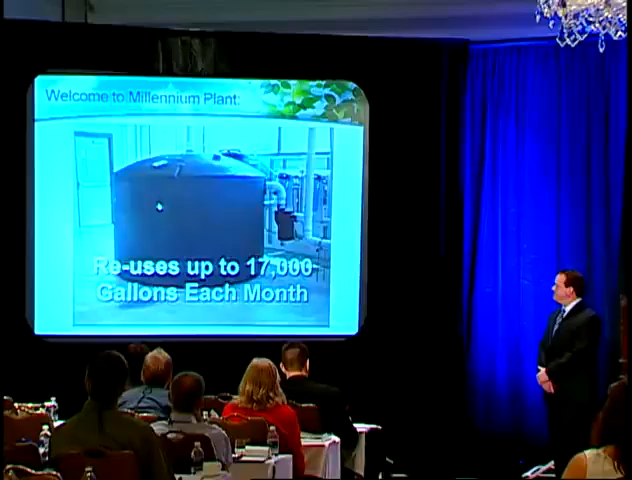 Welcome to Millennium Plant:
Re-uses up to 17,000
Gallons Each Month